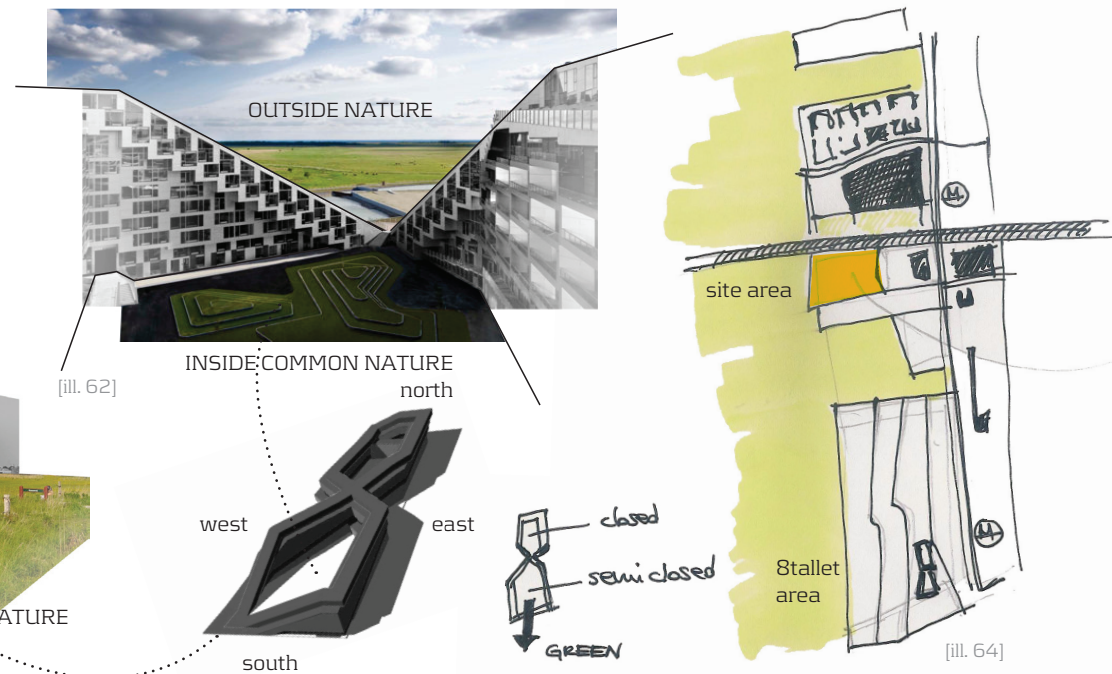 OUTSIDE NATURE
INSIDE COMMON NATURE
[ill. 62]
north
west
east
south
ATURE
closed
semi closed
GREEN
M
site area
8tallet
area
M
[ill. 64]